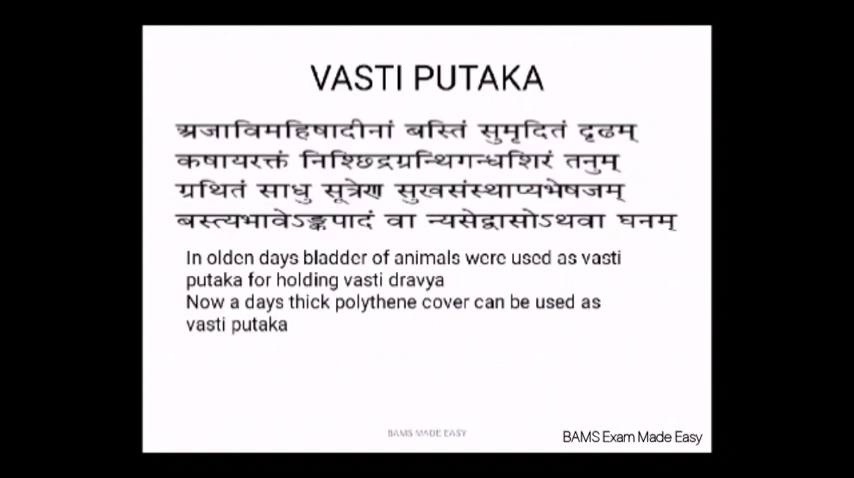 VASTI PUTAKA
अजाविमहिषादीनां बस्तिं सुमृदितं दृढम्
कषायरक्तं निश्छिद्रग्रन्थिगन्धशिरं तनुम्
ग्रथितं साधु सूत्रेण सुखसंस्थाप्यभेषजम्
बस्त्यभावेऽङ्कपादं वा न्यसेद्वासोऽथवा घनम्
In olden days bladder of animals were used as vasti
putaka for holding vasti dravya
Now a days thick polythene cover can be used as
vasti putaka
BAMS MADE EASY
BAMS Exam Made Easy